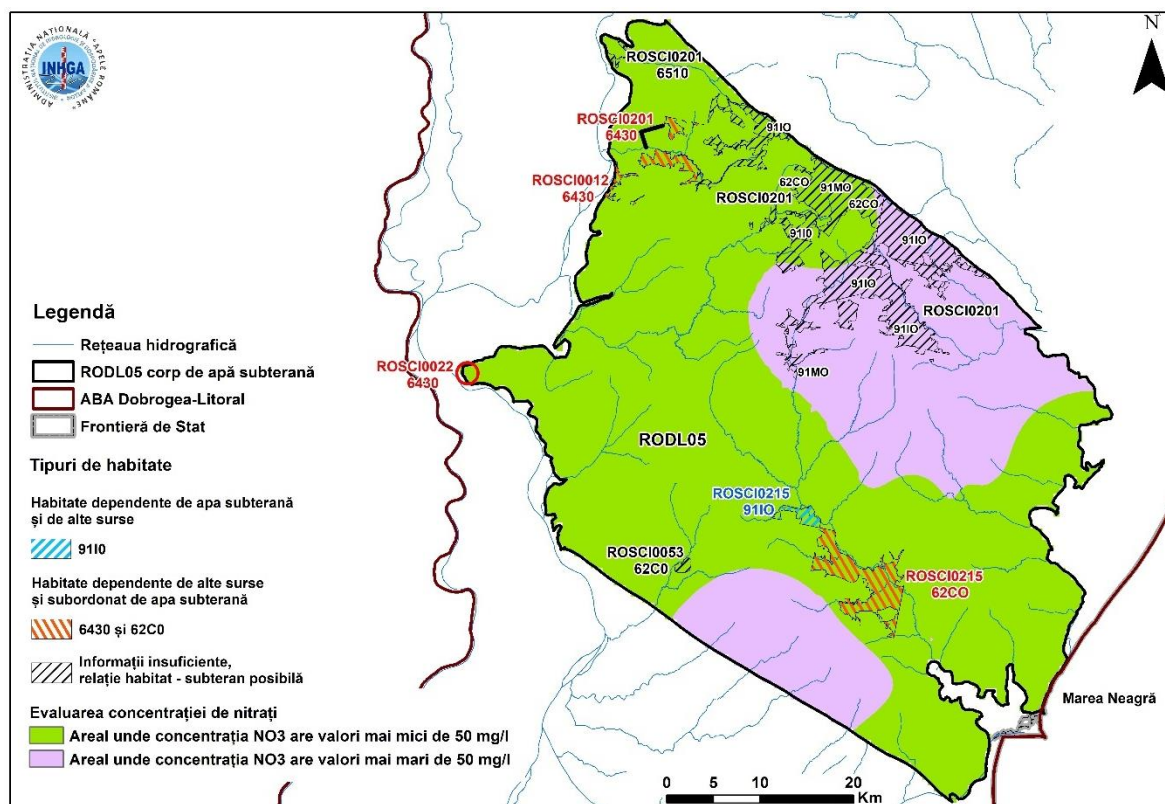 ADMINISTRAȚIA NAȚIONALĂ "APELE ROMÂNE"
INHGA
N
ROSCI0201
6510
ROSCI0201
6430
91IO
ROSCI0012
6430
ROSCI0201
62CO
91MO
62CO
91I0
91IO
91IO
ROSCI0201
91IO
91MO
ROSCI0022
6430
RODL05
ROSCI0215
91IO
ROSCI0053
62C0
ROSCI0215
62CO
Marea Neagră
Legendă
Rețeaua hidrografică
RODL05 corp de apă subterană
ABA Dobrogea-Litoral
Frontieră de Stat
Tipuri de habitate
Habitate dependente de apa subterană
și de alte surse
91I0
Habitate dependente de alte surse
și subordonat de apa subterană
6430 și 62C0
Informații insuficiente,
relație habitat - subteran posibilă
Evaluarea concentrației de nitrați
Areal unde concentrația NO3 are valori mai mici de 50 mg/l
Areal unde concentrația NO3 are valori mai mari de 50 mg/l
0 5 10 20
Km